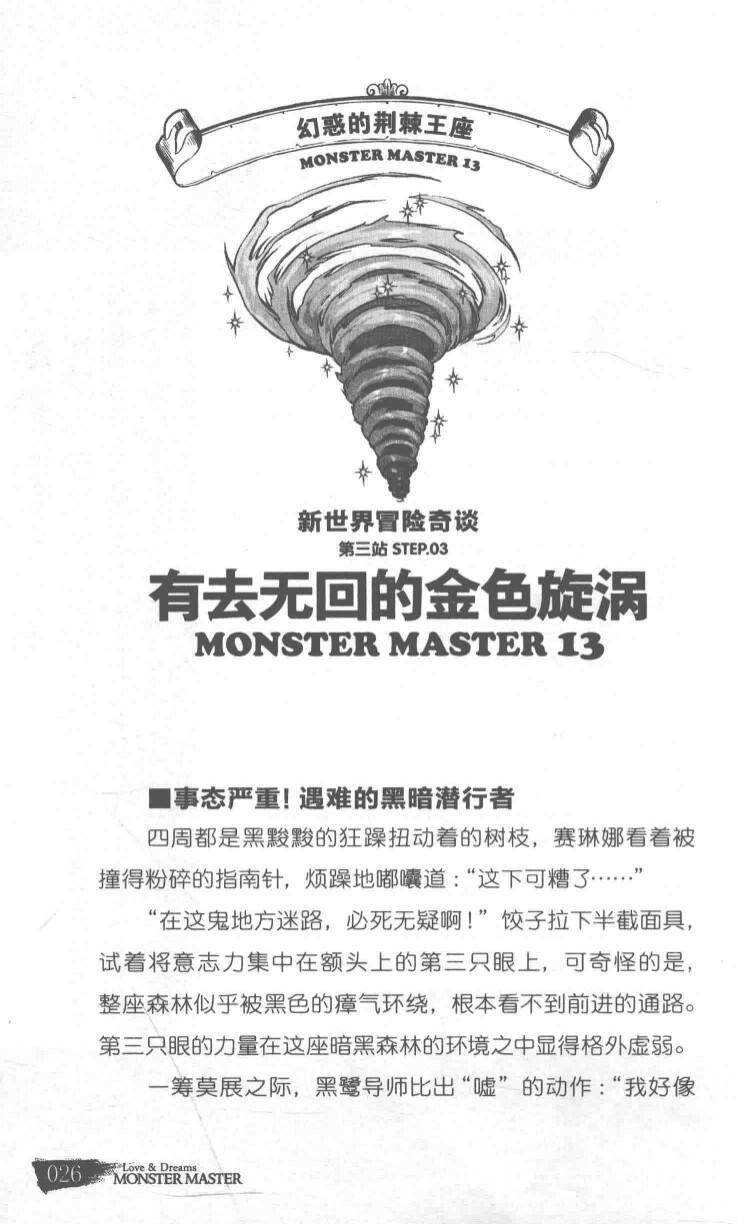 幻惑的荆棘王座
MONSTER MASTER 13
新世界冒险奇谈
第三站 STEP.03
有去无回的金色旋涡
MONSTER MASTER 13
■事态严重！遇难的黑暗潜行者
四周都是黑黢黢的狂躁扭动着的树枝，赛琳娜看着被
撞得粉碎的指南针，烦躁地嘟囔道：“这下可糟了……”
“在这鬼地方迷路，必死无疑啊！”饺子拉下半截面具，
试着将意志力集中在额头上的第三只眼上，可奇怪的是，
整座森林似乎被黑色的瘴气环绕，根本看不到前进的通路。
第三只眼的力量在这座暗黑森林的环境之中显得格外虚弱。
一筹莫展之际，黑鹭导师比出“嘘”的动作：“我好像
026
Love & Dreams
MONSTER MASTER